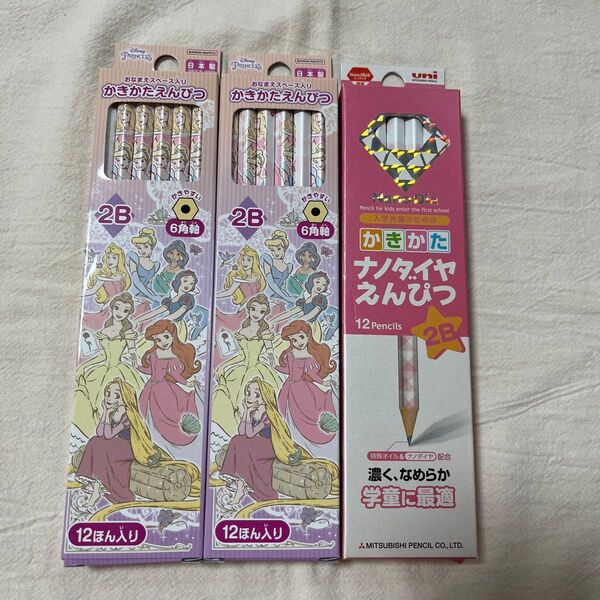 Disney
PRINCESS
BANDAI NAMCO
日本製
おなまえスペース入り
かきかたえんぴつ
2B
かきやすい
6角軸
12ほん入り
Disney
PRINCESS
BANDAI NAMCO
日本製
おなまえスペース入り
かきかたえんぴつ
2B
かきやすい
6角軸
12ほん入り
uni
MITSUBISHI PENCIL
Nano Dia
Pencil for kids enter the first school
入学児童のための
かきかた
ナノダイヤ
えんぴつ
12 Pencils
2B
特殊オイル&ナノダイヤ配合
濃く、なめらか
学童に最適
MITSUBISHI PENCIL CO., LTD.